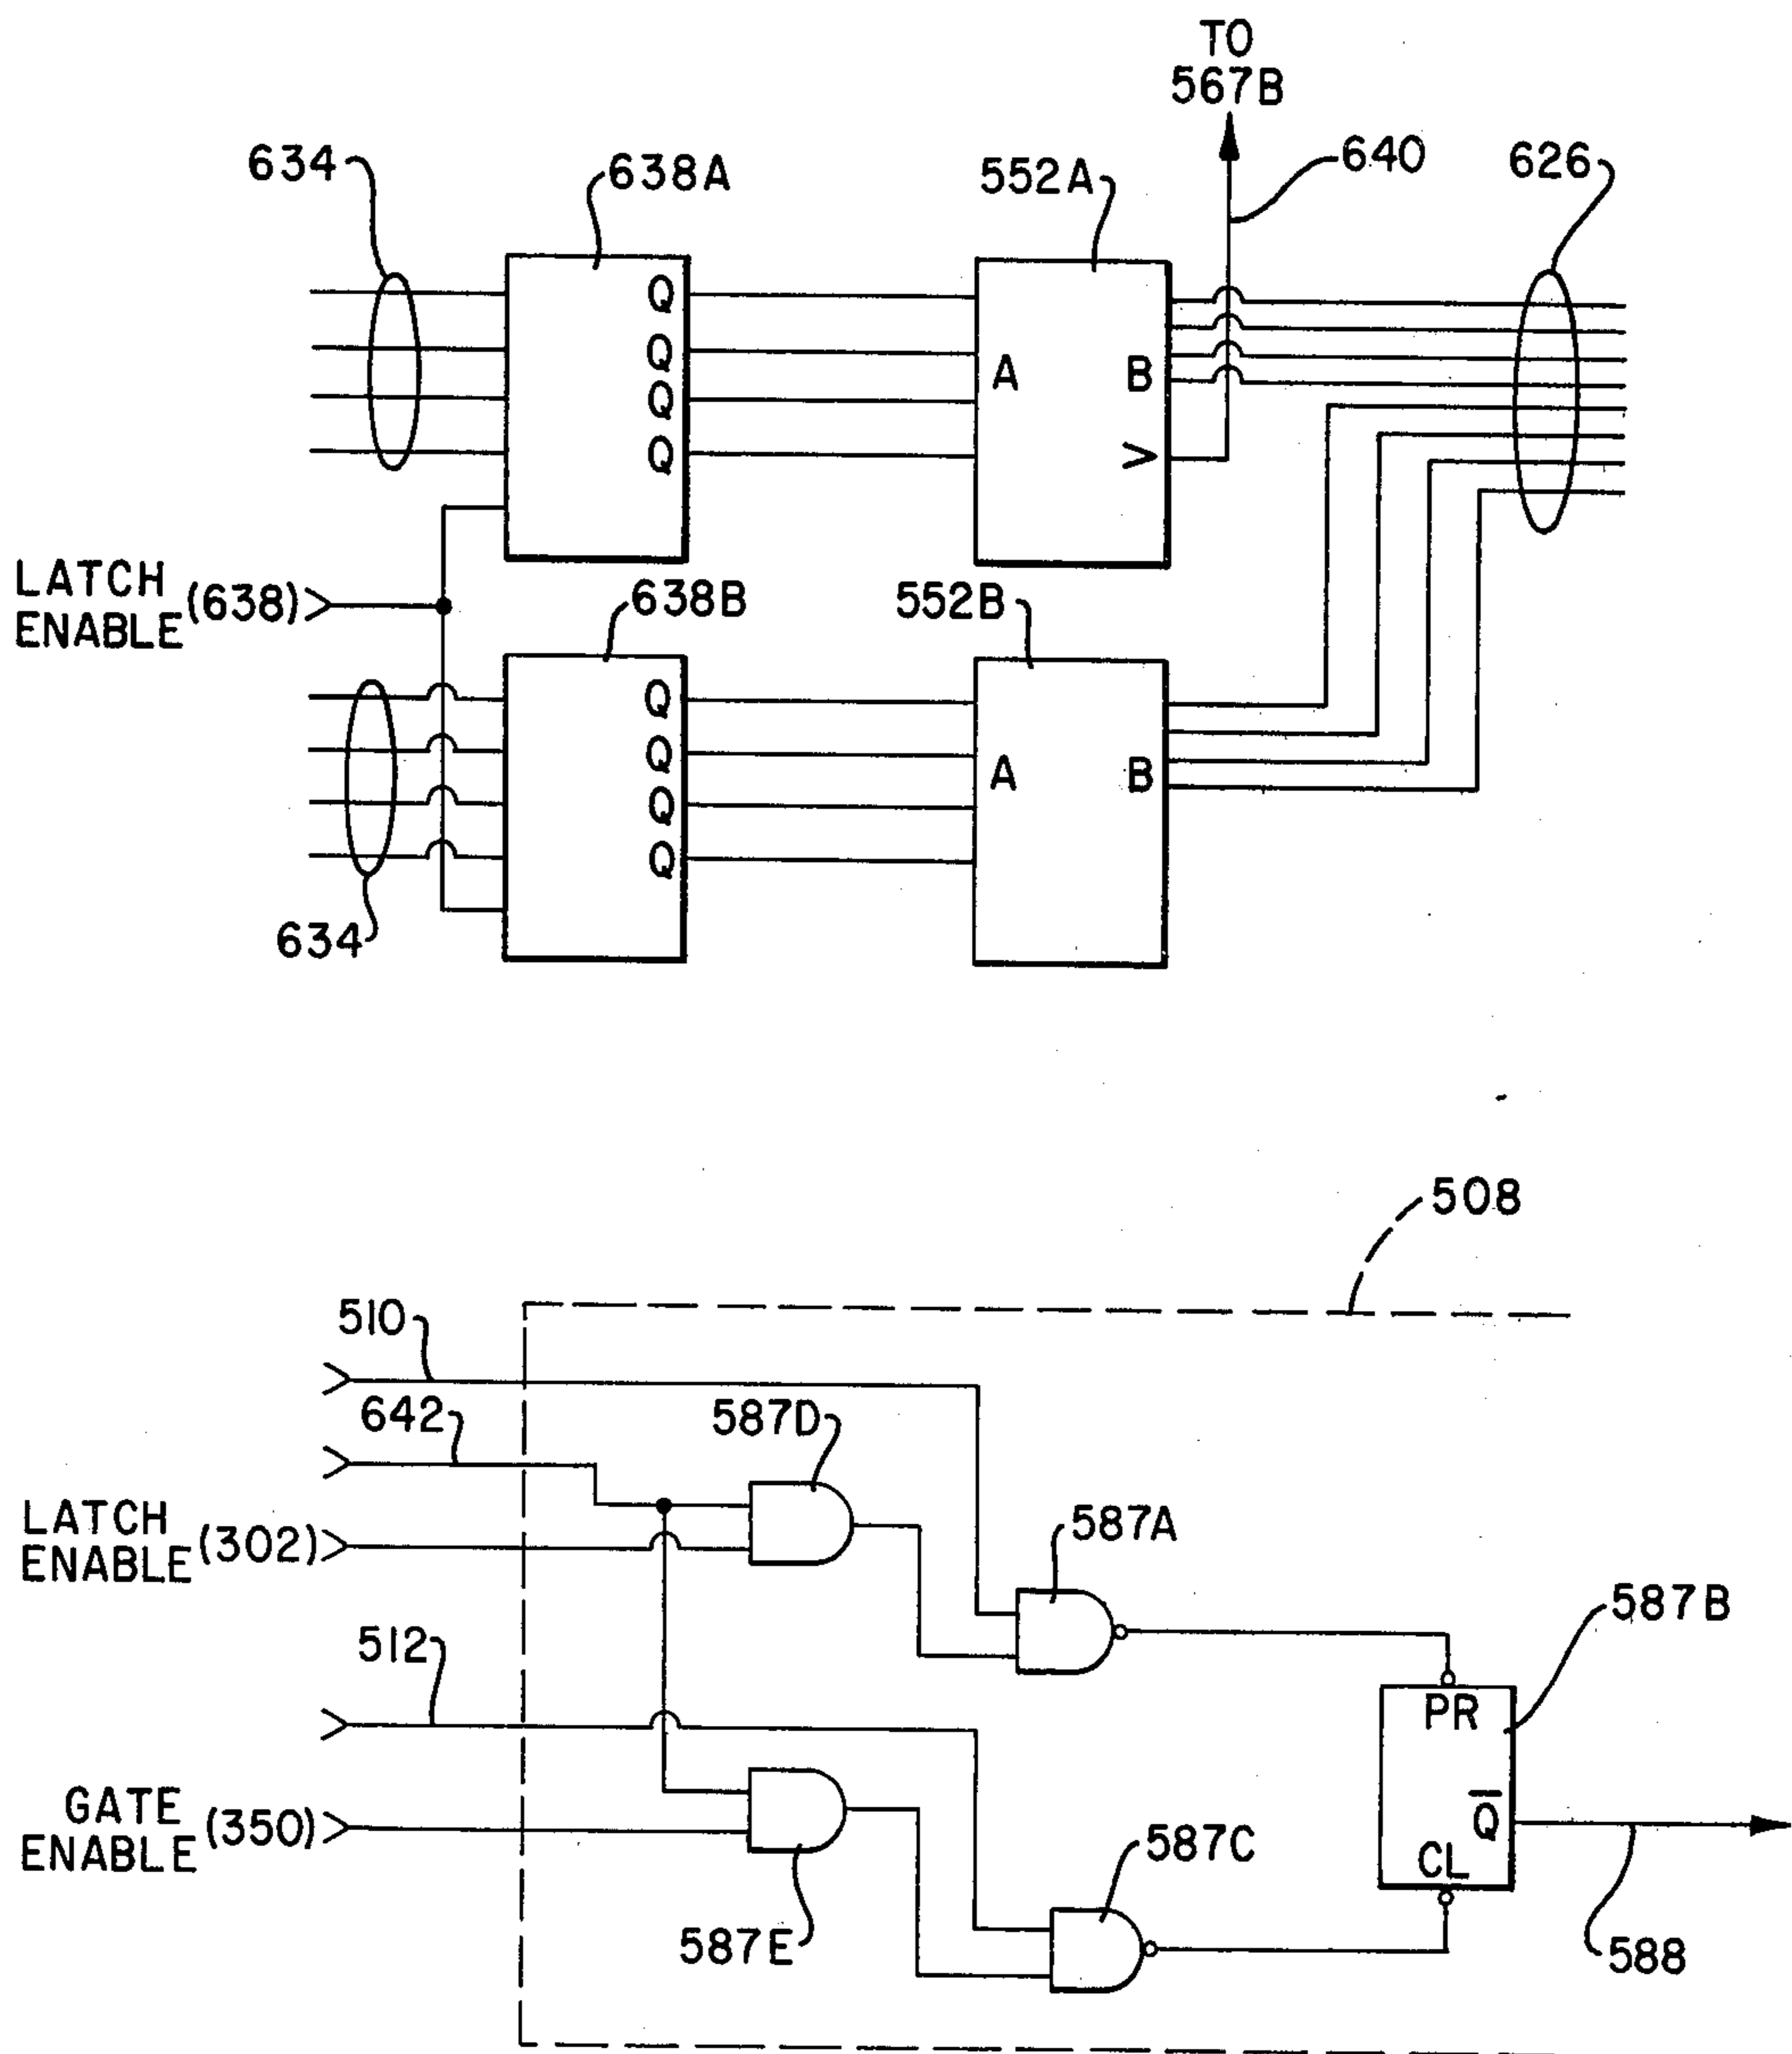 TO
567B
634
638A
552A
640
626
Q
Q
Q
Q
A
B
>
LATCH
ENABLE (638)
638B
552B
Q
Q
Q
Q
A
B
634
508
510
642
587D
LATCH
ENABLE (302)
587A
587B
512
PR
Q̅
CL
GATE
ENABLE (350)
587C
587E
588